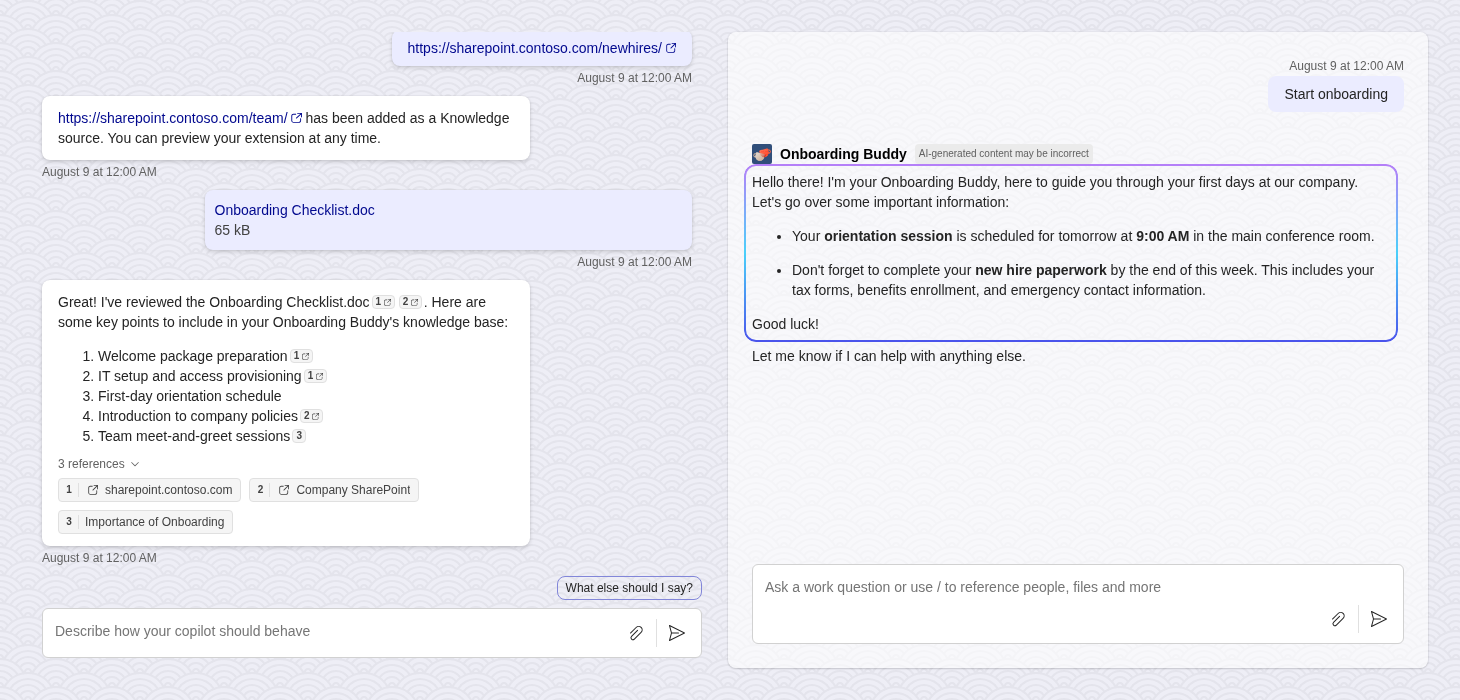 https://sharepoint.contoso.com/newhires/
August 9 at 12:00 AM
https://sharepoint.contoso.com/team/ has been added as a Knowledge
source. You can preview your extension at any time.
August 9 at 12:00 AM
Onboarding Checklist.doc
65 kB
August 9 at 12:00 AM
Great! I've reviewed the Onboarding Checklist.doc 1 2 . Here are
some key points to include in your Onboarding Buddy's knowledge base:
1. Welcome package preparation 1
2. IT setup and access provisioning 1
3. First-day orientation schedule
4. Introduction to company policies 2
5. Team meet-and-greet sessions 3
3 references
1 sharepoint.contoso.com 2 Company SharePoint
3 Importance of Onboarding
August 9 at 12:00 AM
What else should I say?
Describe how your copilot should behave
August 9 at 12:00 AM
Start onboarding
Onboarding Buddy AI-generated content may be incorrect
Hello there! I'm your Onboarding Buddy, here to guide you through your first days at our company.
Let's go over some important information:
• Your orientation session is scheduled for tomorrow at 9:00 AM in the main conference room.
• Don't forget to complete your new hire paperwork by the end of this week. This includes your
tax forms, benefits enrollment, and emergency contact information.
Good luck!
Let me know if I can help with anything else.
Ask a work question or use / to reference people, files and more